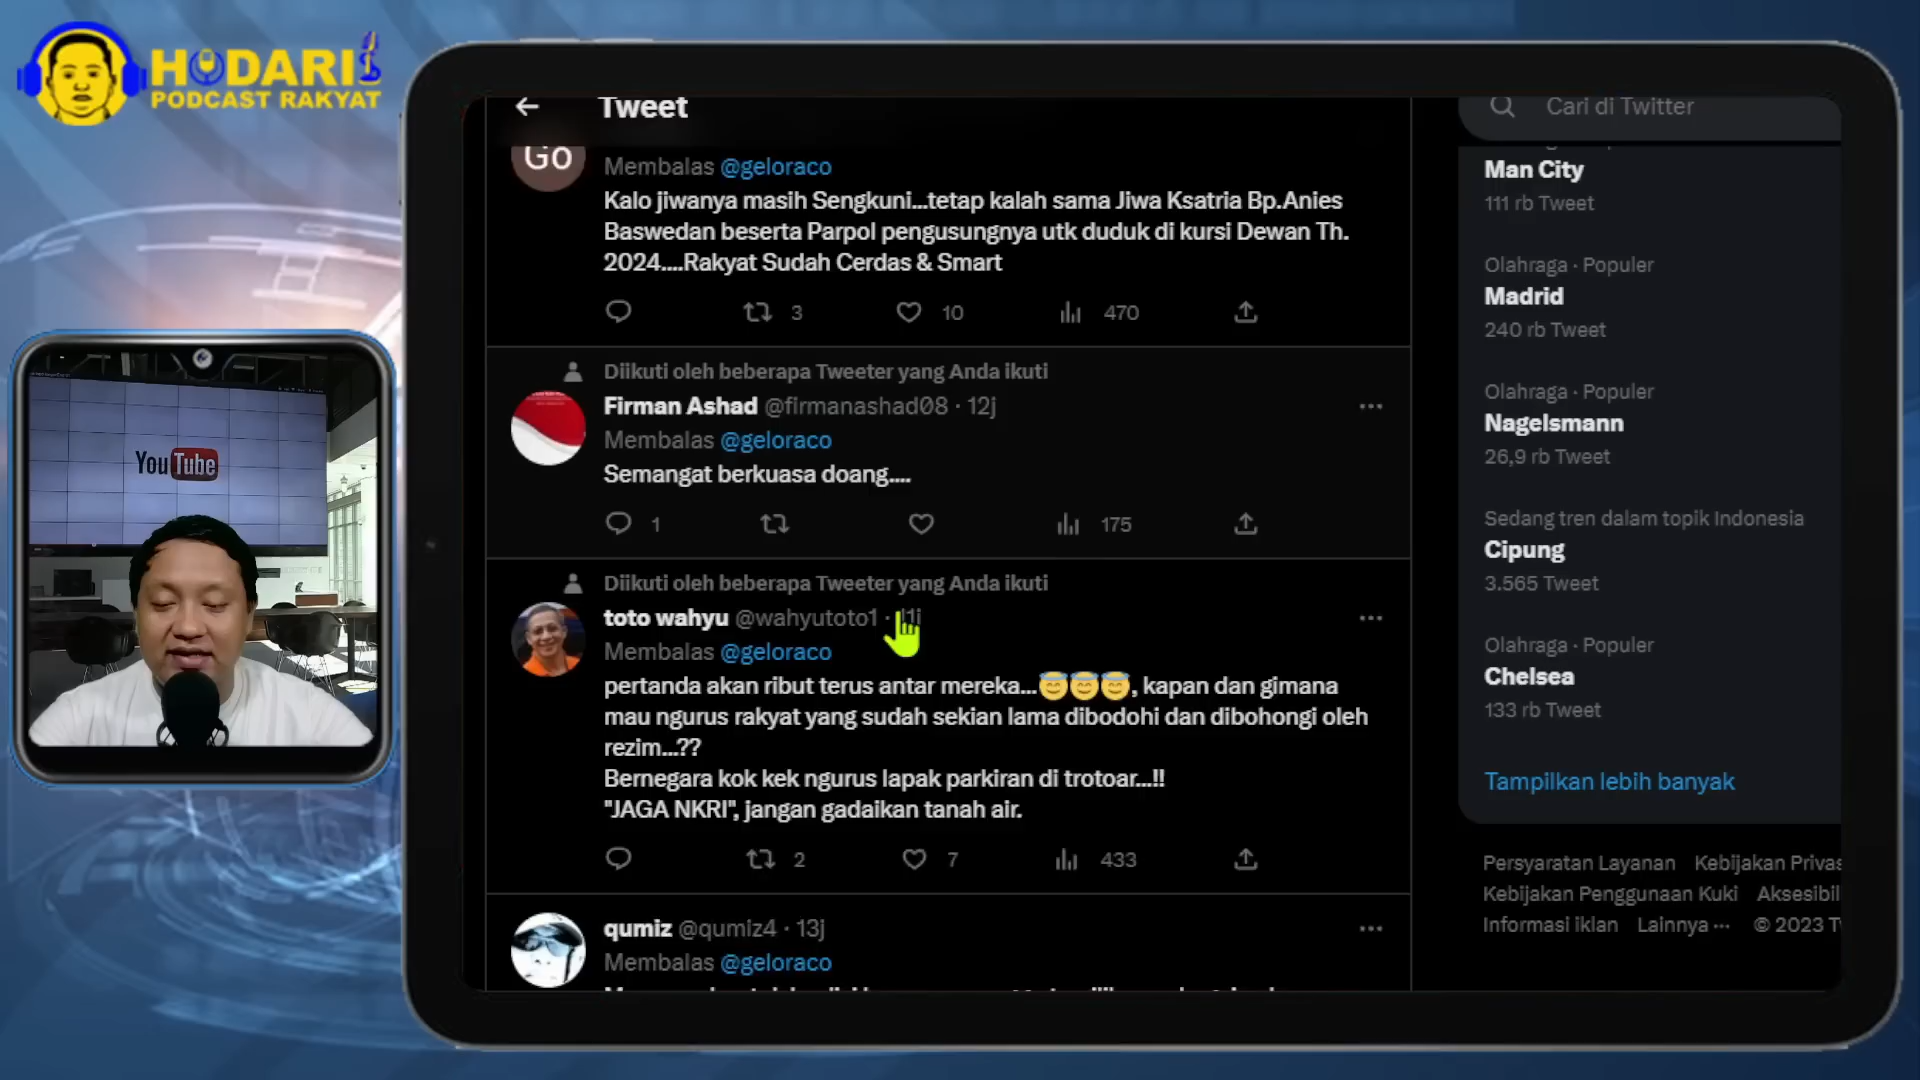 HODARI
PODCAST RAKYAT
YouTube
Tweet
Go
Membalas @geloraco
Kalo jiwanya masih Sengkuni...tetap kalah sama Jiwa Ksatria Bp.Anies
Baswedan beserta Parpol pengusungnya utk duduk di kursi Dewan Th.
2024....Rakyat Sudah Cerdas & Smart
3 10 470
Diikuti oleh beberapa Tweeter yang Anda ikuti
Firman Ashad @firmanashad08 · 12j
Membalas @geloraco
Semangat berkuasa doang....
1 175
Diikuti oleh beberapa Tweeter yang Anda ikuti
toto wahyu @wahyutoto1 · 11j
Membalas @geloraco
pertanda akan ribut terus antar mereka...😇😇😇, kapan dan gimana
mau ngurus rakyat yang sudah sekian lama dibodohi dan dibohongi oleh
rezim...??
Bernegara kok kek ngurus lapak parkiran di trotoar...!!
"JAGA NKRI", jangan gadaikan tanah air.
2 7 433
qumiz @qumiz4 · 13j
Membalas @geloraco
Cari di Twitter
Man City
111 rb Tweet
Olahraga · Populer
Madrid
240 rb Tweet
Olahraga · Populer
Nagelsmann
26,9 rb Tweet
Sedang tren dalam topik Indonesia
Cipung
3.565 Tweet
Olahraga · Populer
Chelsea
133 rb Tweet
Tampilkan lebih banyak
Persyaratan Layanan Kebijakan Privas
Kebijakan Penggunaan Kuki Aksesibil
Informasi iklan Lainnya ··· © 2023 Tw